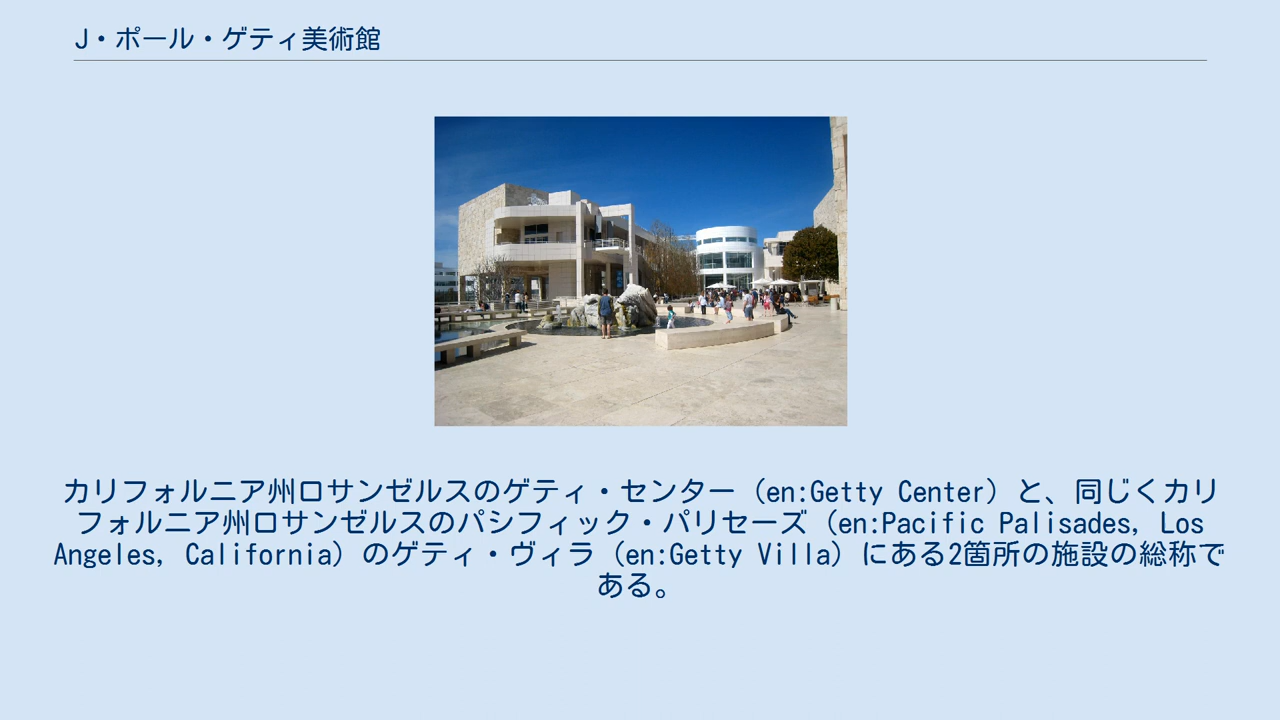 J・ポール・ゲティ美術館
カリフォルニア州ロサンゼルスのゲティ・センター（en:Getty Center）と、同じくカリ
フォルニア州ロサンゼルスのパシフィック・パリセーズ（en:Pacific Palisades, Los
Angeles, California）のゲティ・ヴィラ（en:Getty Villa）にある2箇所の施設の総称で
ある。